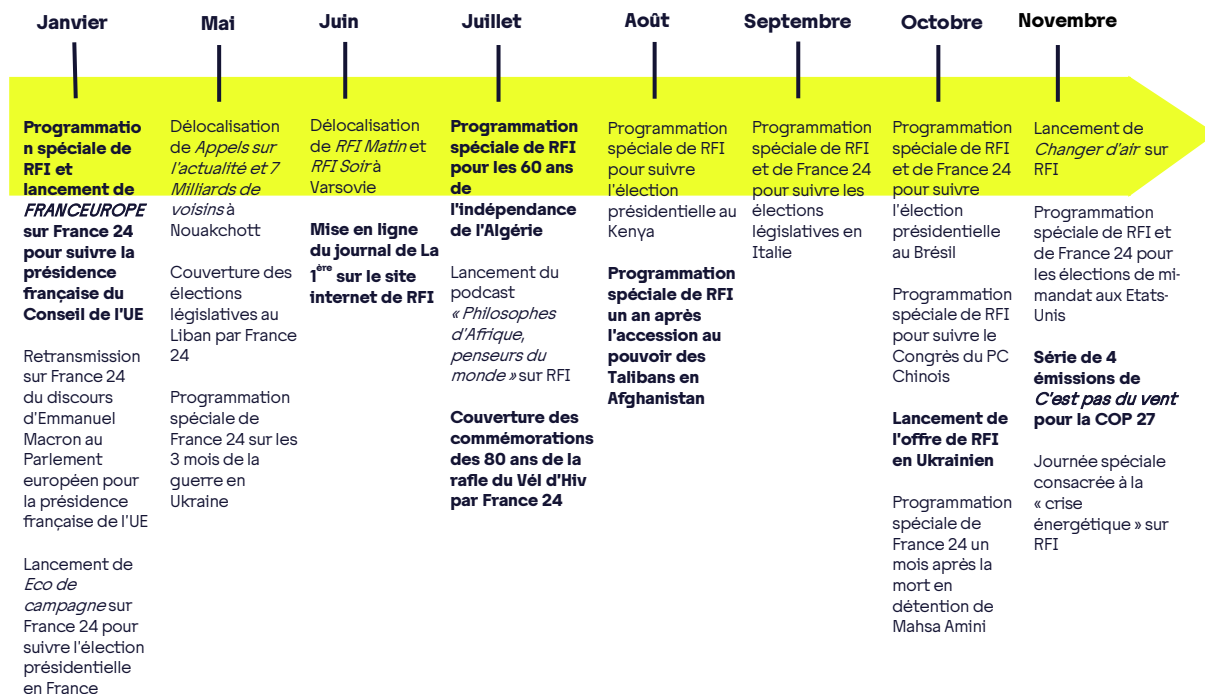 Janvier
Programmatio
n spéciale de
RFI et
lancement de
FRANCEUROPE
sur France 24
pour suivre la
présidence
française du
Conseil de l'UE
Retransmission
sur France 24
du discours
d'Emmanuel
Macron au
Parlement
européen pour
la présidence
française de l'UE
Lancement de
Eco de
campagne sur
France 24 pour
suivre l'élection
présidentielle
en France
Mai
Délocalisation
de Appels sur
l'actualité et 7
Milliards de
voisins à
Nouakchott
Couverture des
élections
législatives au
Liban par France
24
Programmation
spéciale de
France 24 sur les
3 mois de la
guerre en
Ukraine
Juin
Délocalisation
de RFI Matin et
RFI Soir à
Varsovie
Mise en ligne
du journal de La
1ère sur le site
internet de RFI
Juillet
Programmation
spéciale de RFI
pour les 60 ans
de
l'indépendance
de l'Algérie
Lancement du
podcast
« Philosophes
d'Afrique,
penseurs du
monde » sur RFI
Couverture des
commémorations
des 80 ans de la
rafle du Vél d'Hiv
par France 24
Août
Programmation
spéciale de RFI
pour suivre
l'élection
présidentielle au
Kenya
Programmation
spéciale de RFI
un an après
l'accession au
pouvoir des
Talibans en
Afghanistan
Septembre
Programmation
spéciale de RFI
et de France 24
pour suivre les
élections
législatives en
Italie
Octobre
Programmation
spéciale de RFI
et de France 24
pour suivre
l'élection
présidentielle
au Brésil
Programmation
spéciale de RFI
pour suivre le
Congrès du PC
Chinois
Lancement de
l'offre de RFI
en Ukrainien
Programmation
spéciale de
France 24 un
mois après la
mort en
détention de
Mahsa Amini
Novembre
Lancement de
Changer d'air sur
RFI
Programmation
spéciale de RFI et
de France 24 pour
les élections de mi-
mandat aux Etats-
Unis
Série de 4
émissions de
C'est pas du vent
pour la COP 27
Journée spéciale
consacrée à la
« crise
énergétique » sur
RFI